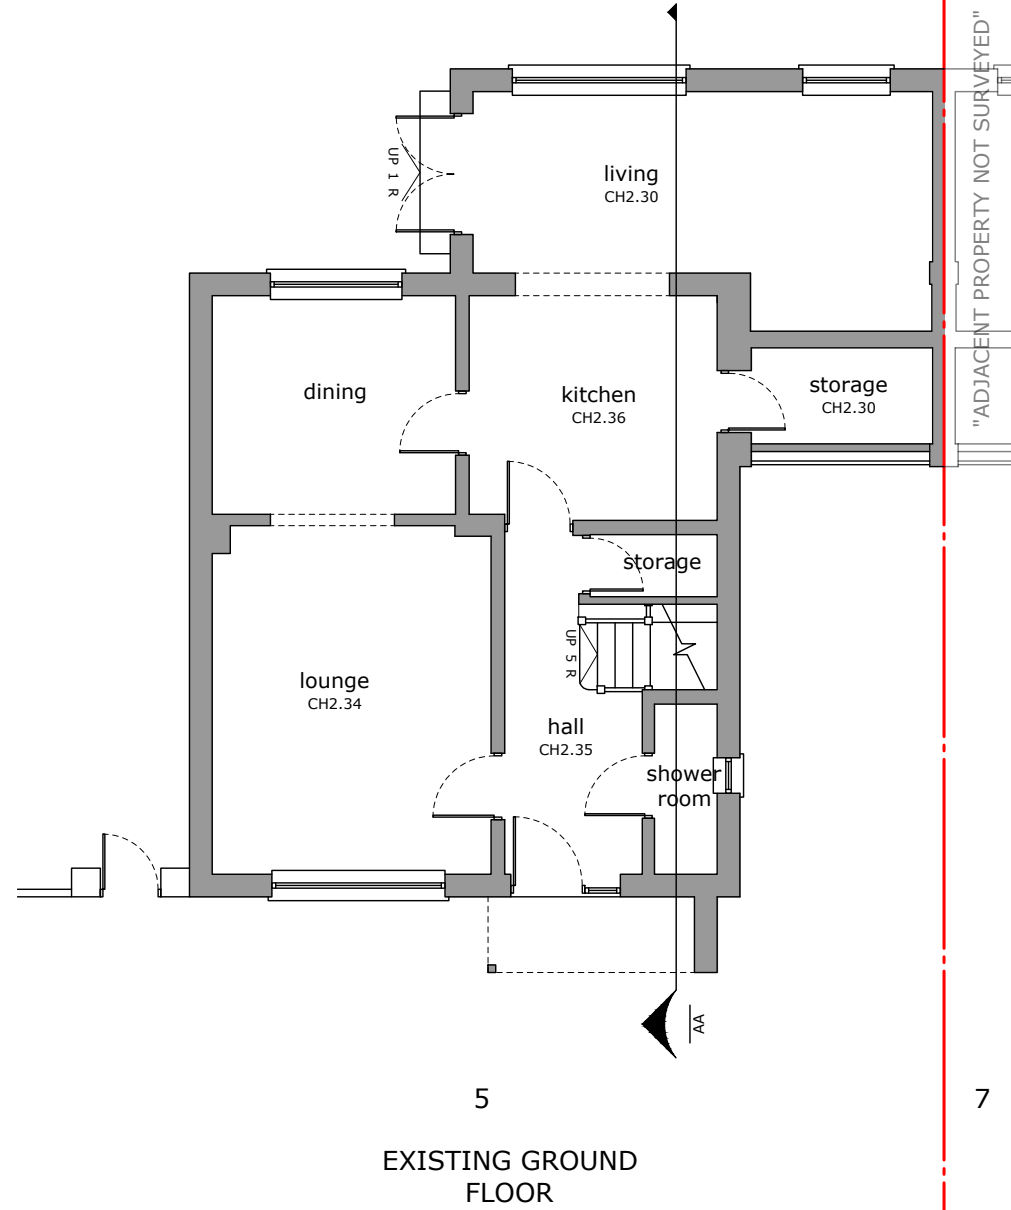 "ADJACENT PROPERTY NOT SURVEYED"
UP 1 R
living
CH2.30
dining
kitchen
CH2.36
storage
CH2.30
storage
UP 5 R
lounge
CH2.34
hall
CH2.35
shower
room
AA
5
7
EXISTING GROUND
FLOOR